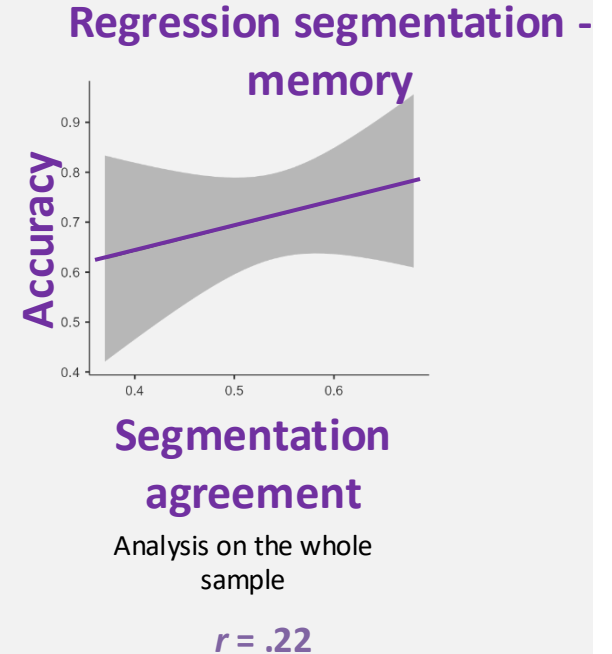 Regression segmentation -
memory
Accuracy
0.9
0.8
0.7
0.6
0.5
0.4
0.4 0.5 0.6
Segmentation
agreement
Analysis on the whole
sample
r = .22